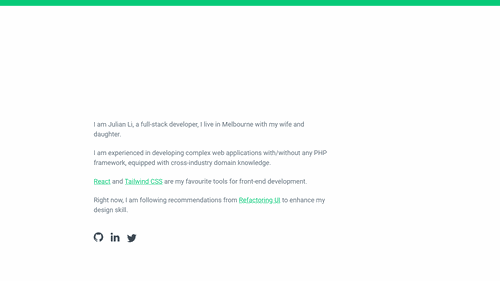 I am Julian Li, a full-stack developer, I live in Melbourne with my wife and
daughter.
I am experienced in developing complex web applications with/without any PHP
framework, equipped with cross-industry domain knowledge.
React and Tailwind CSS are my favourite tools for front-end development.
Right now, I am following recommendations from Refactoring UI to enhance my
design skill.